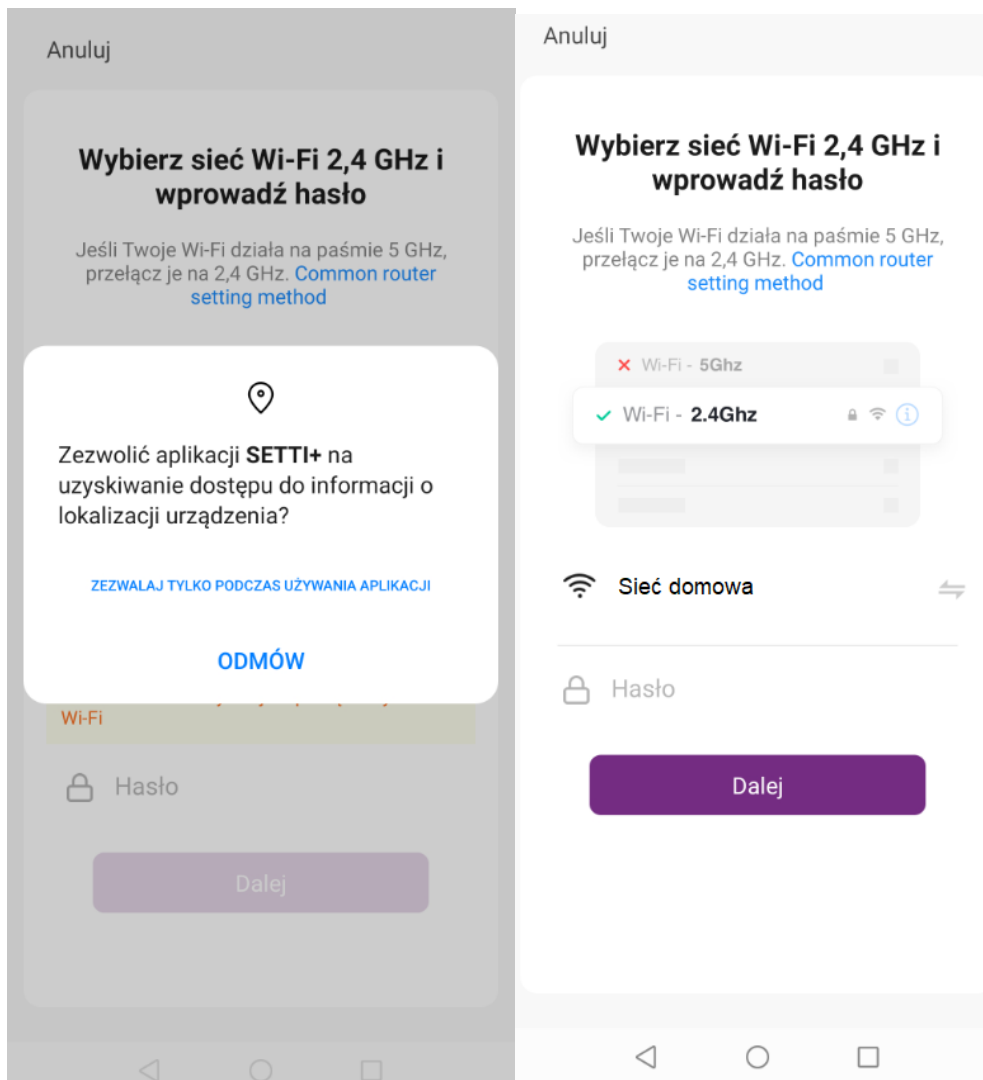 Anuluj
Wybierz sieć Wi-Fi 2,4 GHz i
wprowadź hasło
Jeśli Twoje Wi-Fi działa na paśmie 5 GHz,
przełącz je na 2,4 GHz. Common router
setting method
Zezwolić aplikacji SETTI+ na
uzyskiwanie dostępu do informacji o
lokalizacji urządzenia?
ZEZWALAJ TYLKO PODCZAS UŻYWANIA APLIKACJI
ODMÓW
Wi-Fi
Hasło
Dalej
Anuluj
Wybierz sieć Wi-Fi 2,4 GHz i
wprowadź hasło
Jeśli Twoje Wi-Fi działa na paśmie 5 GHz,
przełącz je na 2,4 GHz. Common router
setting method
Wi-Fi - 5Ghz
Wi-Fi - 2.4Ghz
Sieć domowa
Hasło
Dalej